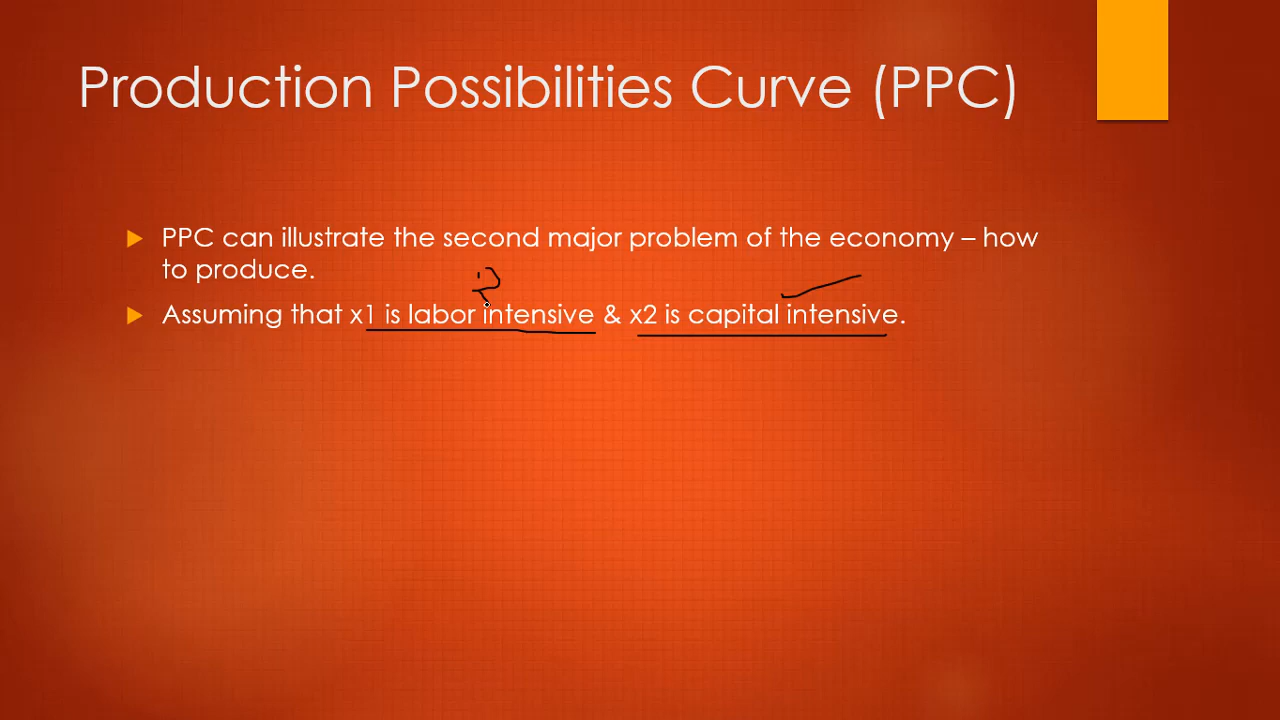 Production Possibilities Curve (PPC)
PPC can illustrate the second major problem of the economy – how
to produce.
Assuming that x1 is labor intensive & x2 is capital intensive.